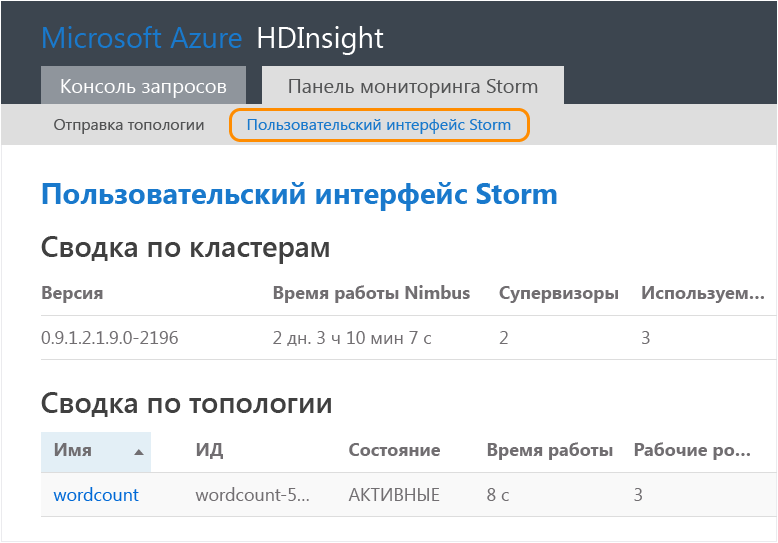 Microsoft Azure HDInsight
Консоль запросов Панель мониторинга Storm
Отправка топологии Пользовательский интерфейс Storm
Пользовательский интерфейс Storm
Сводка по кластерам
Версия Время работы Nimbus Супервизоры Используем...
0.9.1.2.1.9.0-2196 2 дн. 3 ч 10 мин 7 с 2 3
Сводка по топологии
Имя ИД Состояние Время работы Рабочие ро...
wordcount wordcount-5... АКТИВНЫЕ 8 с 3